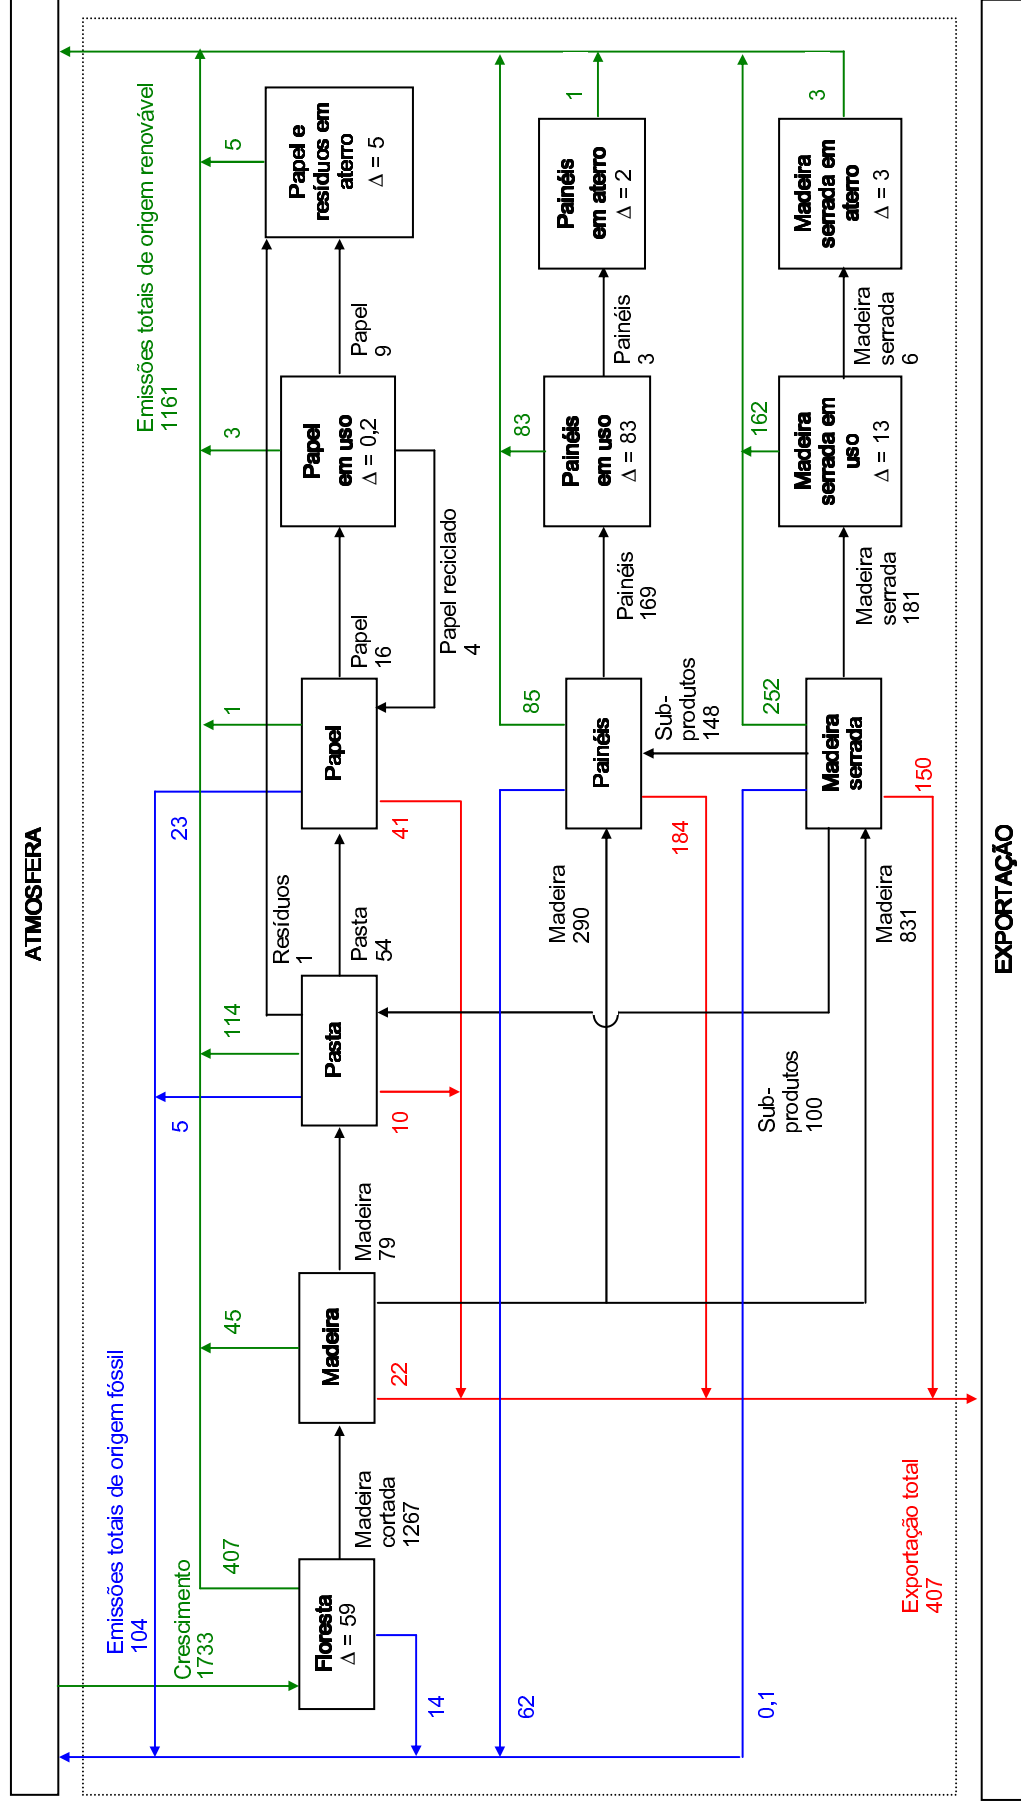 ATMOSFERA
Emissões totais de origem fóssil
104
Emissões totais de origem renovável
1161
Crescimento
1733
407
45
5
114
23
1
3
5
Floresta
Δ = 59
Madeira
cortada
1267
Madeira
Madeira
79
Pasta
Resíduos
1
Pasta
54
Papel
Papel
16
Papel
em uso
Δ = 0,2
Papel
9
Papel e
resíduos em
aterro
Δ = 5
14
22
10
41
Papel reciclado
4
62
Madeira
290
85
83
1
Painéis
Painéis
169
Painéis
em uso
Δ = 83
Painéis
3
Painéis
em aterro
Δ = 2
184
Sub-
produtos
148
0,1
Sub-
produtos
100
252
162
3
Madeira
serrada
Madeira
serrada
181
Madeira
serrada em
uso
Δ = 13
Madeira
serrada
6
Madeira
serrada em
aterro
Δ = 3
Madeira
831
150
Exportação total
407
EXPORTAÇÃO